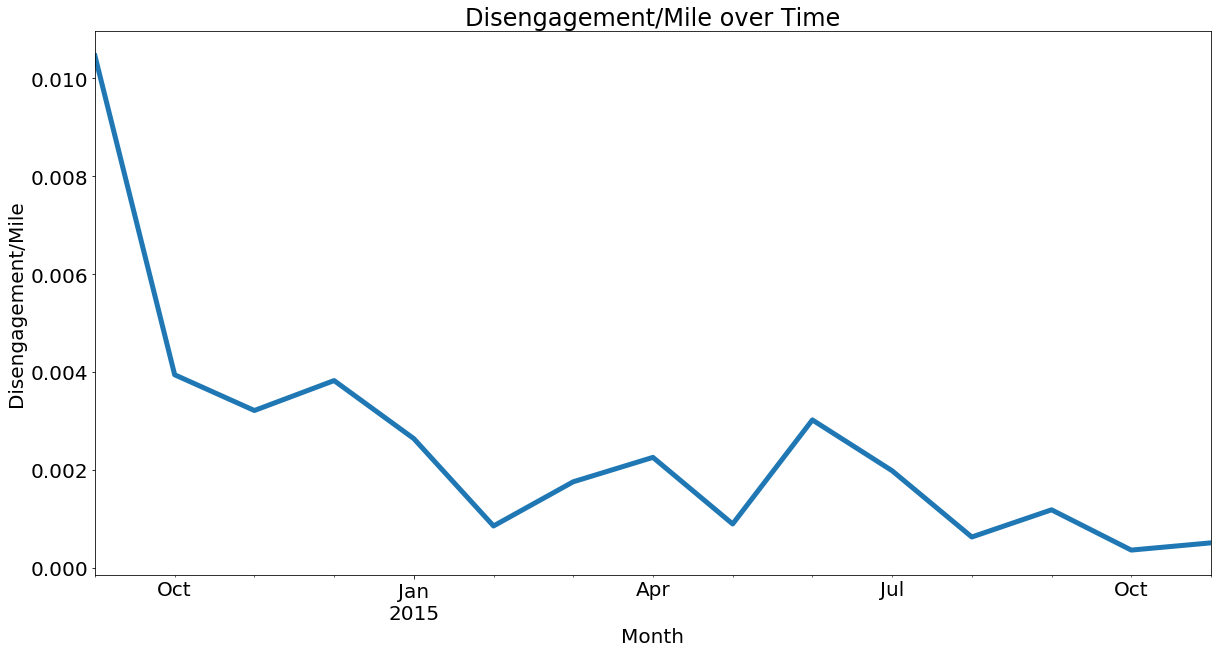 Disengagement/Mile over Time
0.010
0.008
0.006
0.004
0.002
0.000
Disengagement/Mile
Oct
Jan
2015
Apr
Jul
Oct
Month